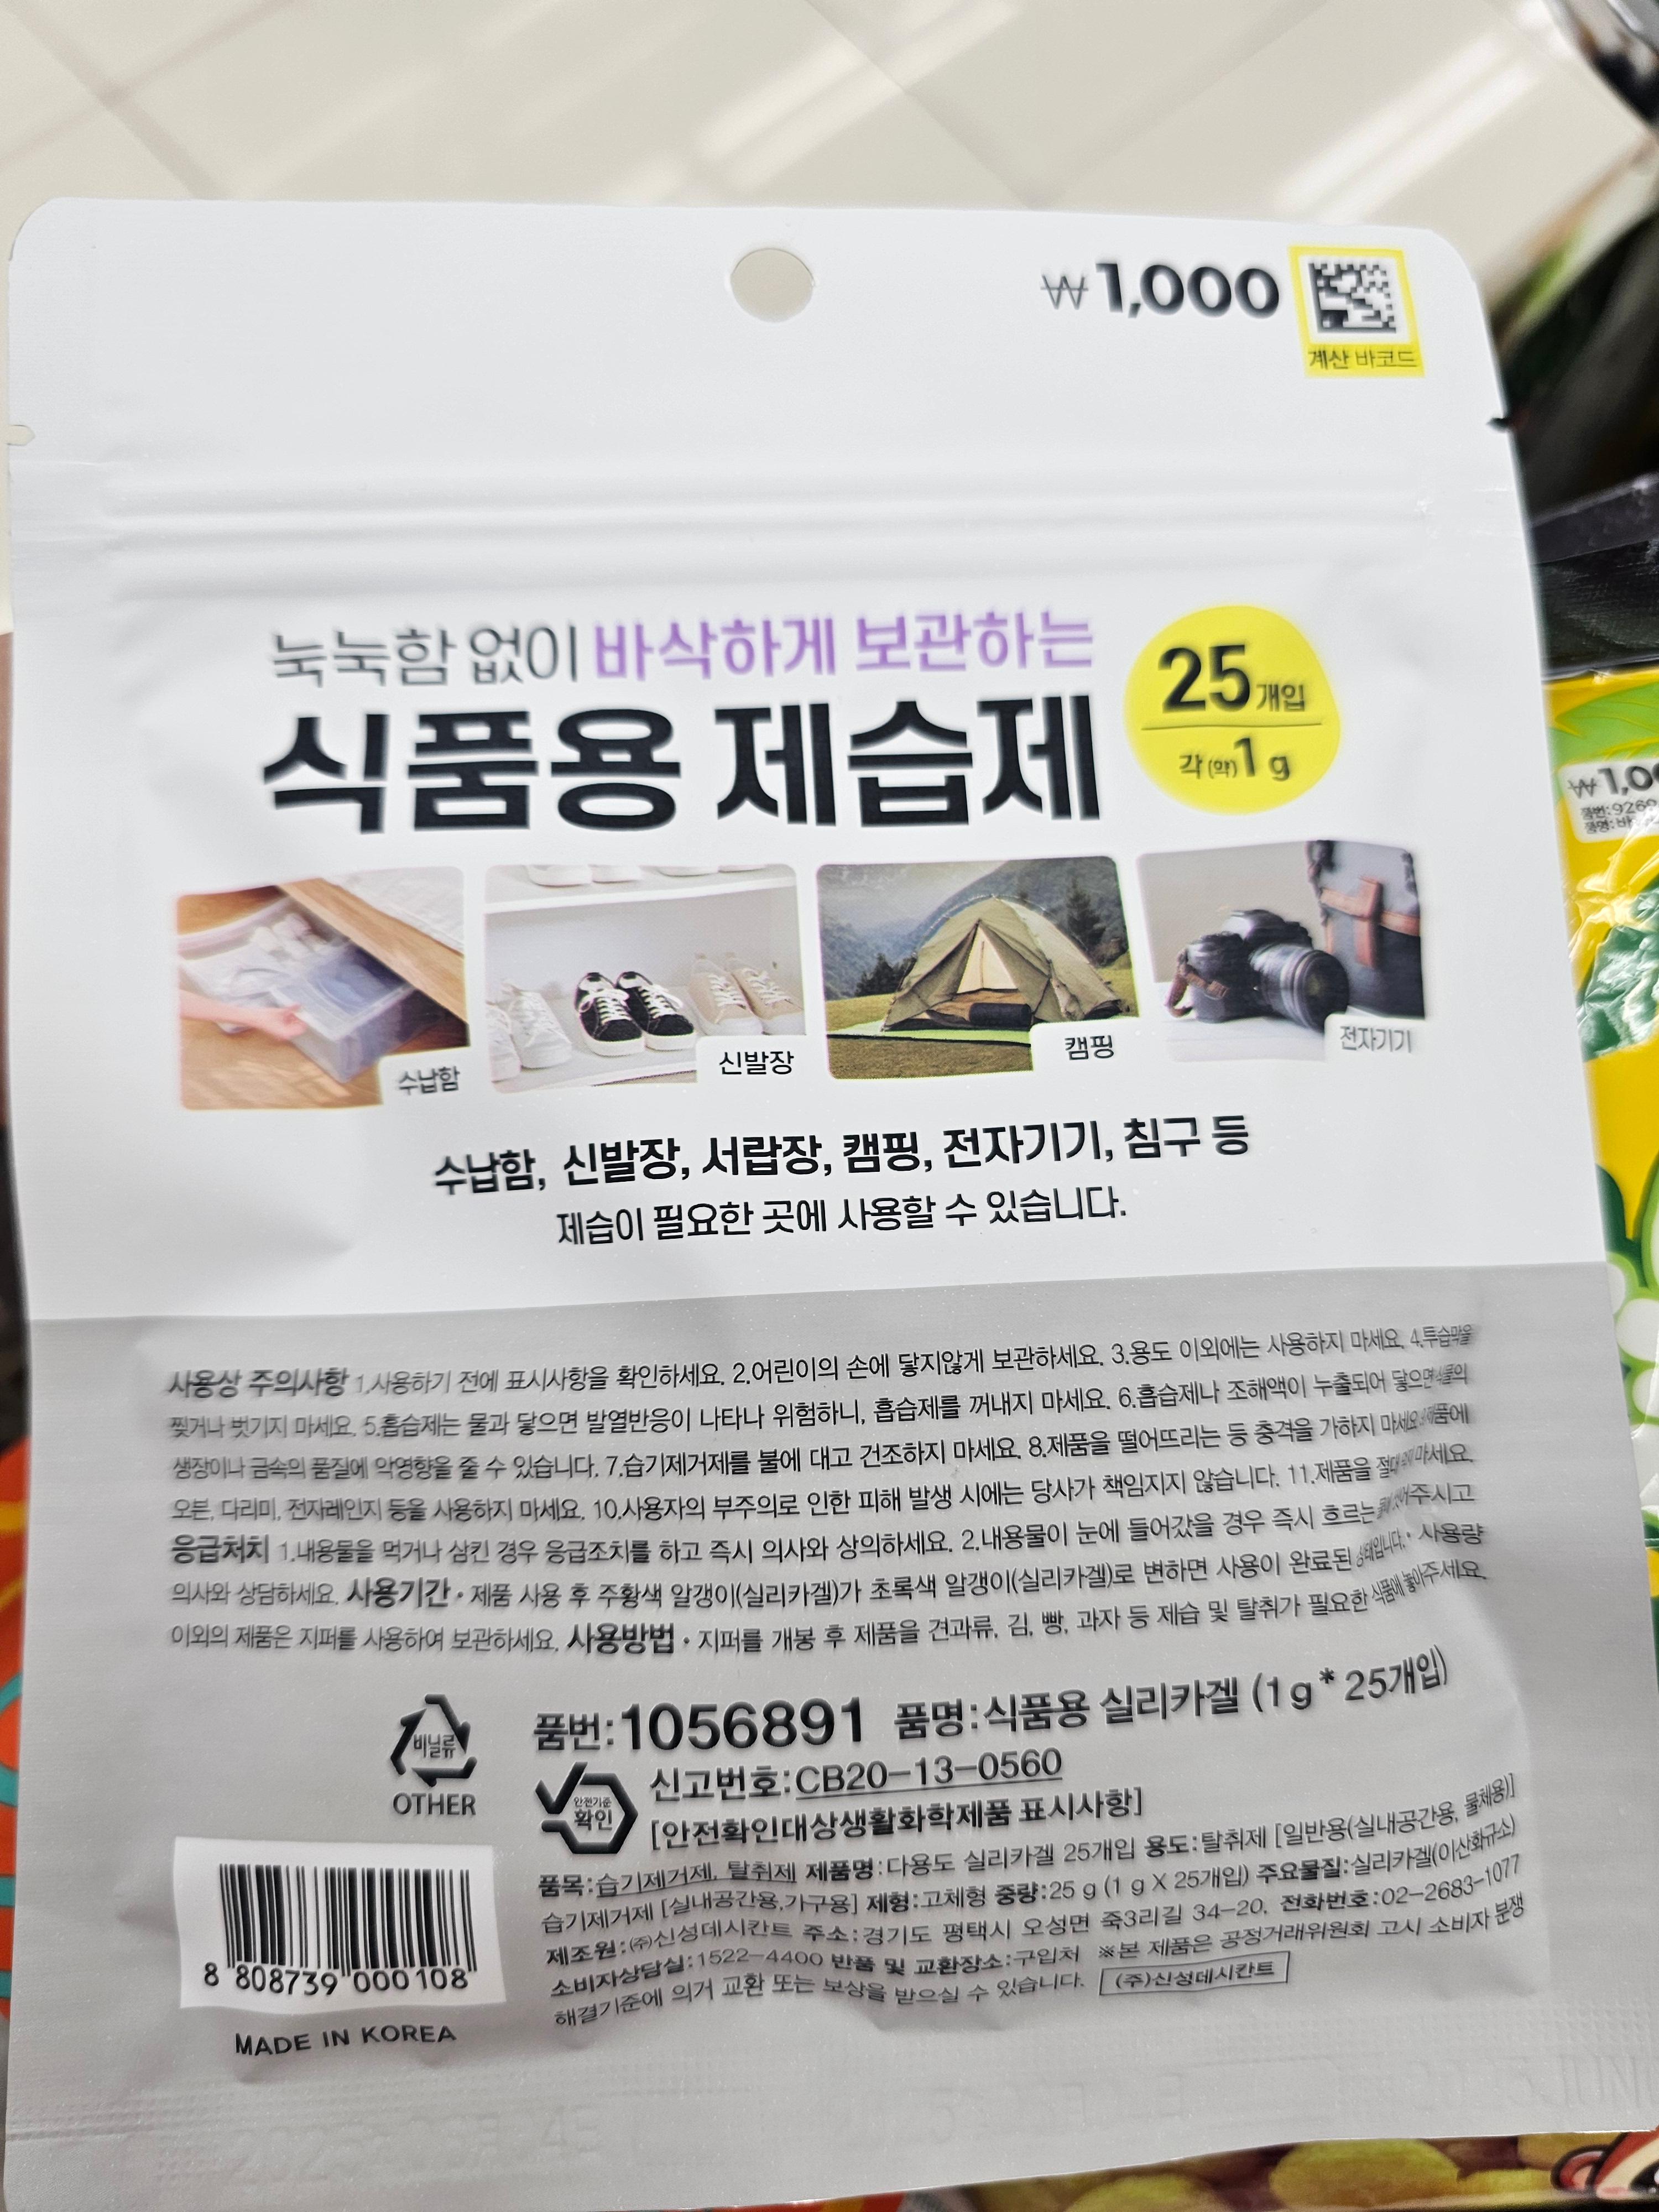 ₩1,000
계산 바코드
눅눅함 없이 바삭하게 보관하는
식품용 제습제
25개입
각(약)1 g
수납함
신발장
캠핑
전자기기
수납함, 신발장, 서랍장, 캠핑, 전자기기, 침구 등
제습이 필요한 곳에 사용할 수 있습니다.
사용상 주의사항 1.사용하기 전에 표시사항을 확인하세요. 2.어린이의 손에 닿지않게 보관하세요. 3.용도 이외에는 사용하지 마세요. 4.투습막을
찢거나 벗기지 마세요. 5.흡습제는 물과 닿으면 발열반응이 나타나 위험하니, 흡습제를 꺼내지 마세요. 6.흡습제나 조해액이 누출되어 닿으면
생장이나 금속의 품질에 악영향을 줄 수 있습니다. 7.습기제거제를 불에 대고 건조하지 마세요. 8.제품을 떨어뜨리는 등 충격을 가하지 마세요.
오븐, 다리미, 전자레인지 등을 사용하지 마세요. 10.사용자의 부주의로 인한 피해 발생 시에는 당사가 책임지지 않습니다. 11.제품을 절대 마세요.
응급처치 1.내용물을 먹거나 삼킨 경우 응급조치를 하고 즉시 의사와 상의하세요. 2.내용물이 눈에 들어갔을 경우 즉시 흐르는 주시고
의사와 상담하세요. 사용기간 • 제품 사용 후 주황색 알갱이(실리카겔)가 초록색 알갱이(실리카겔)로 변하면 사용이 완료된 상태입니다. • 사용량
이외의 제품은 지퍼를 사용하여 보관하세요. 사용방법 • 지퍼를 개봉 후 제품을 견과류, 김, 빵, 과자 등 제습 및 탈취가 필요한 식품에 놓아주세요.
비닐류
OTHER
품번:1056891 품명:식품용 실리카겔 (1g*25개입)
안전기준
확인
신고번호:CB20-13-0560
[안전확인대상생활화학제품 표시사항]
품목:습기제거제, 탈취제 제품명:다용도 실리카겔 25개입 용도:탈취제 [일반용(실내공간용, 물체용)]
습기제거제 [실내공간용,가구용] 제형:고체형 중량:25 g (1 g X 25개입) 주요물질:실리카겔(이산화규소)
제조원:㈜신성데시칸트 주소:경기도 평택시 오성면 죽3리길 34-20, 전화번호:02-2683-1077
소비자상담실:1522-4400 반품 및 교환장소:구입처 ※본 제품은 공정거래위원회 고시 소비자 분쟁
해결기준에 의거 교환 또는 보상을 받으실 수 있습니다. (주)신성데시칸트
8 808739 000108
MADE IN KOREA